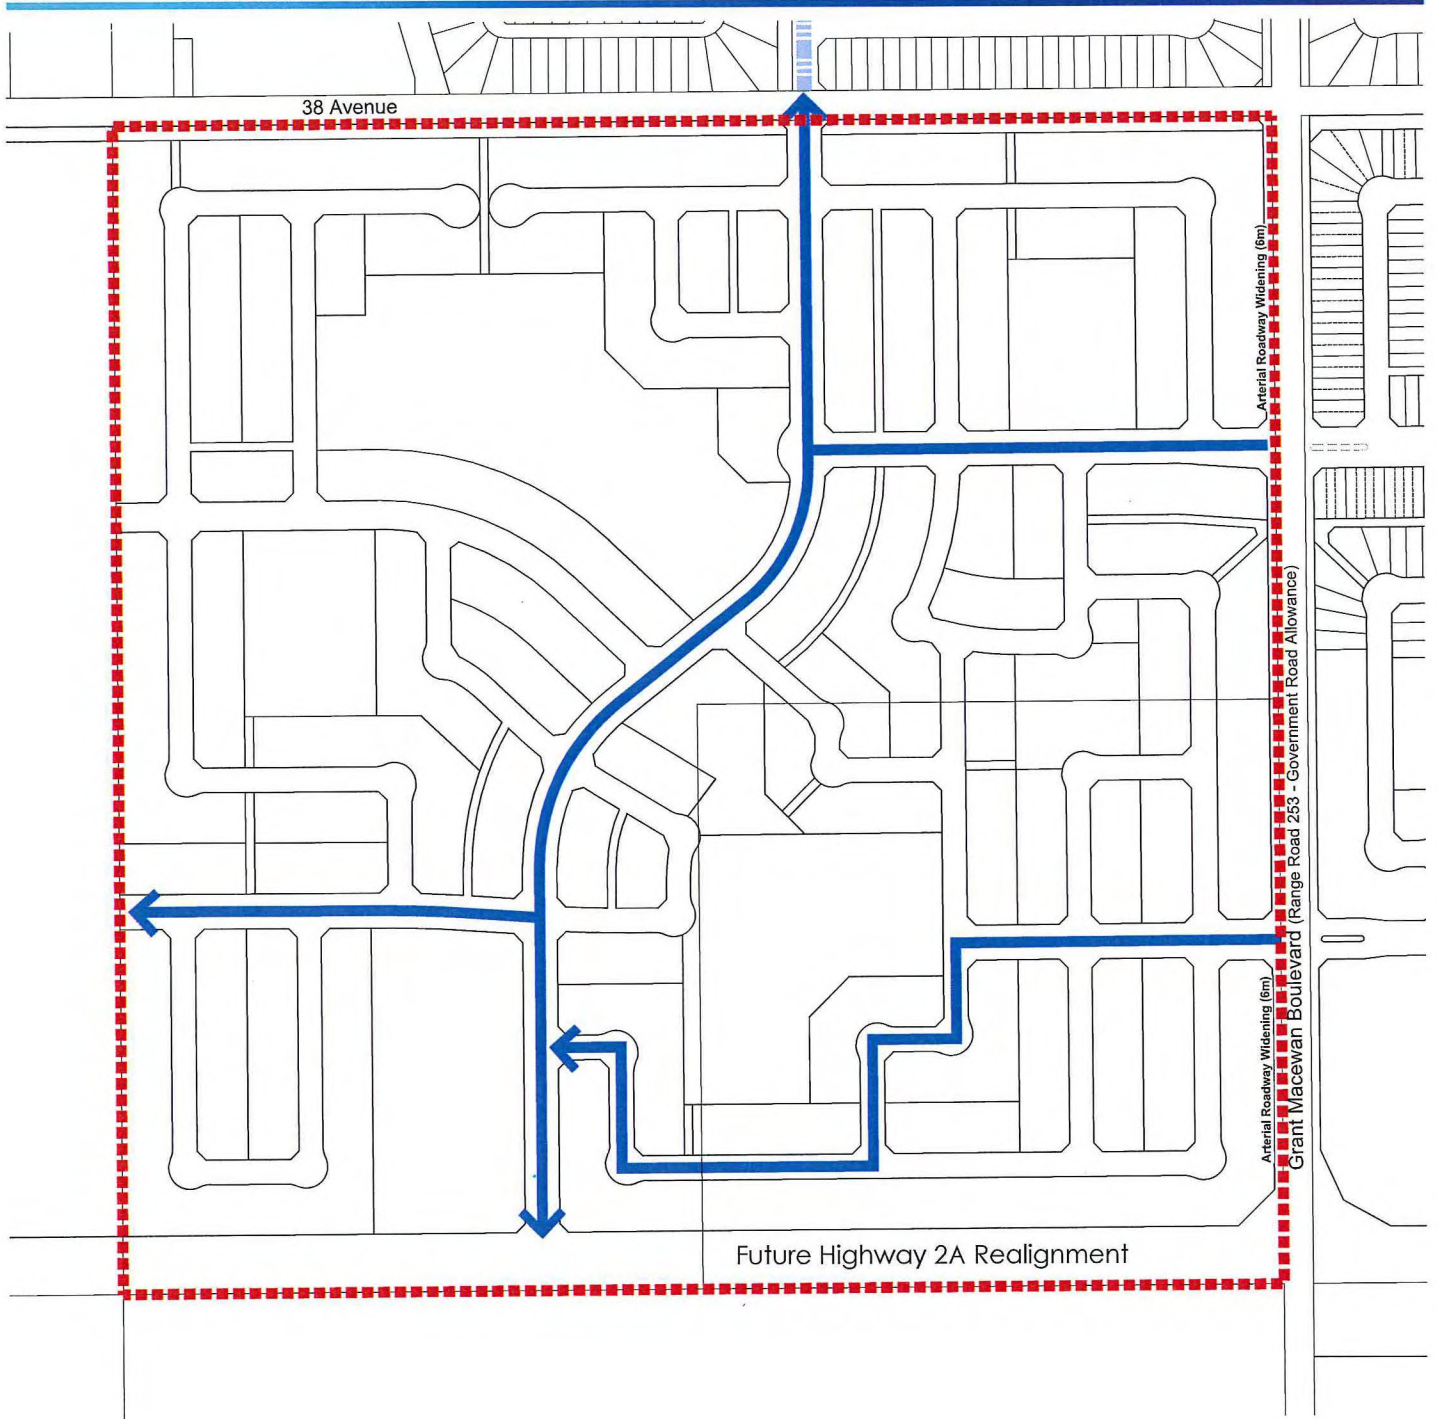 38 Avenue
Arterial Roadway Widening (6m)
Grant Macewan Boulevard (Range Road 253 - Government Road Allowance)
Arterial Roadway Widening (6m)
Future Highway 2A Realignment